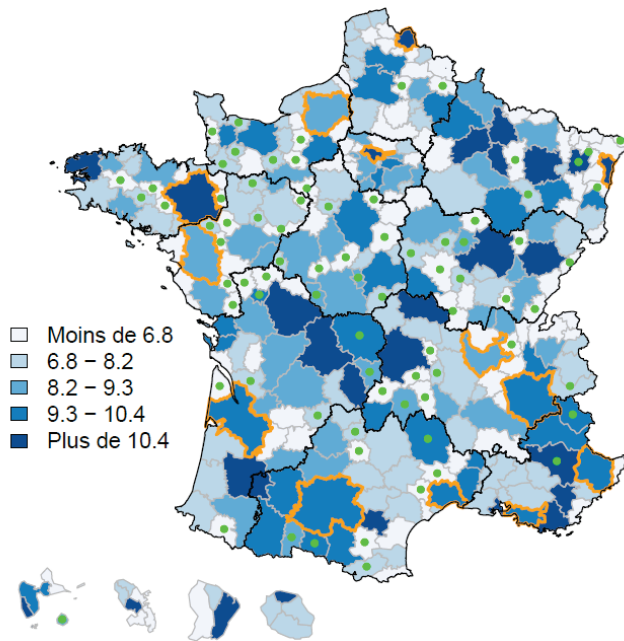 Moins de 6.8
6.8 – 8.2
8.2 – 9.3
9.3 – 10.4
Plus de 10.4